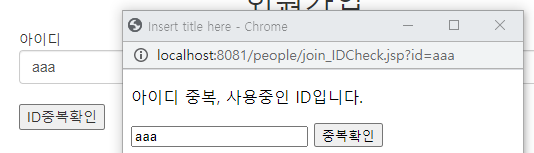 회원가입
아이디
aaa
ID중복확인
Insert title here - Chrome
localhost:8081/people/join_IDCheck.jsp?id=aaa
아이디 중복, 사용중인 ID입니다.
aaa
중복확인